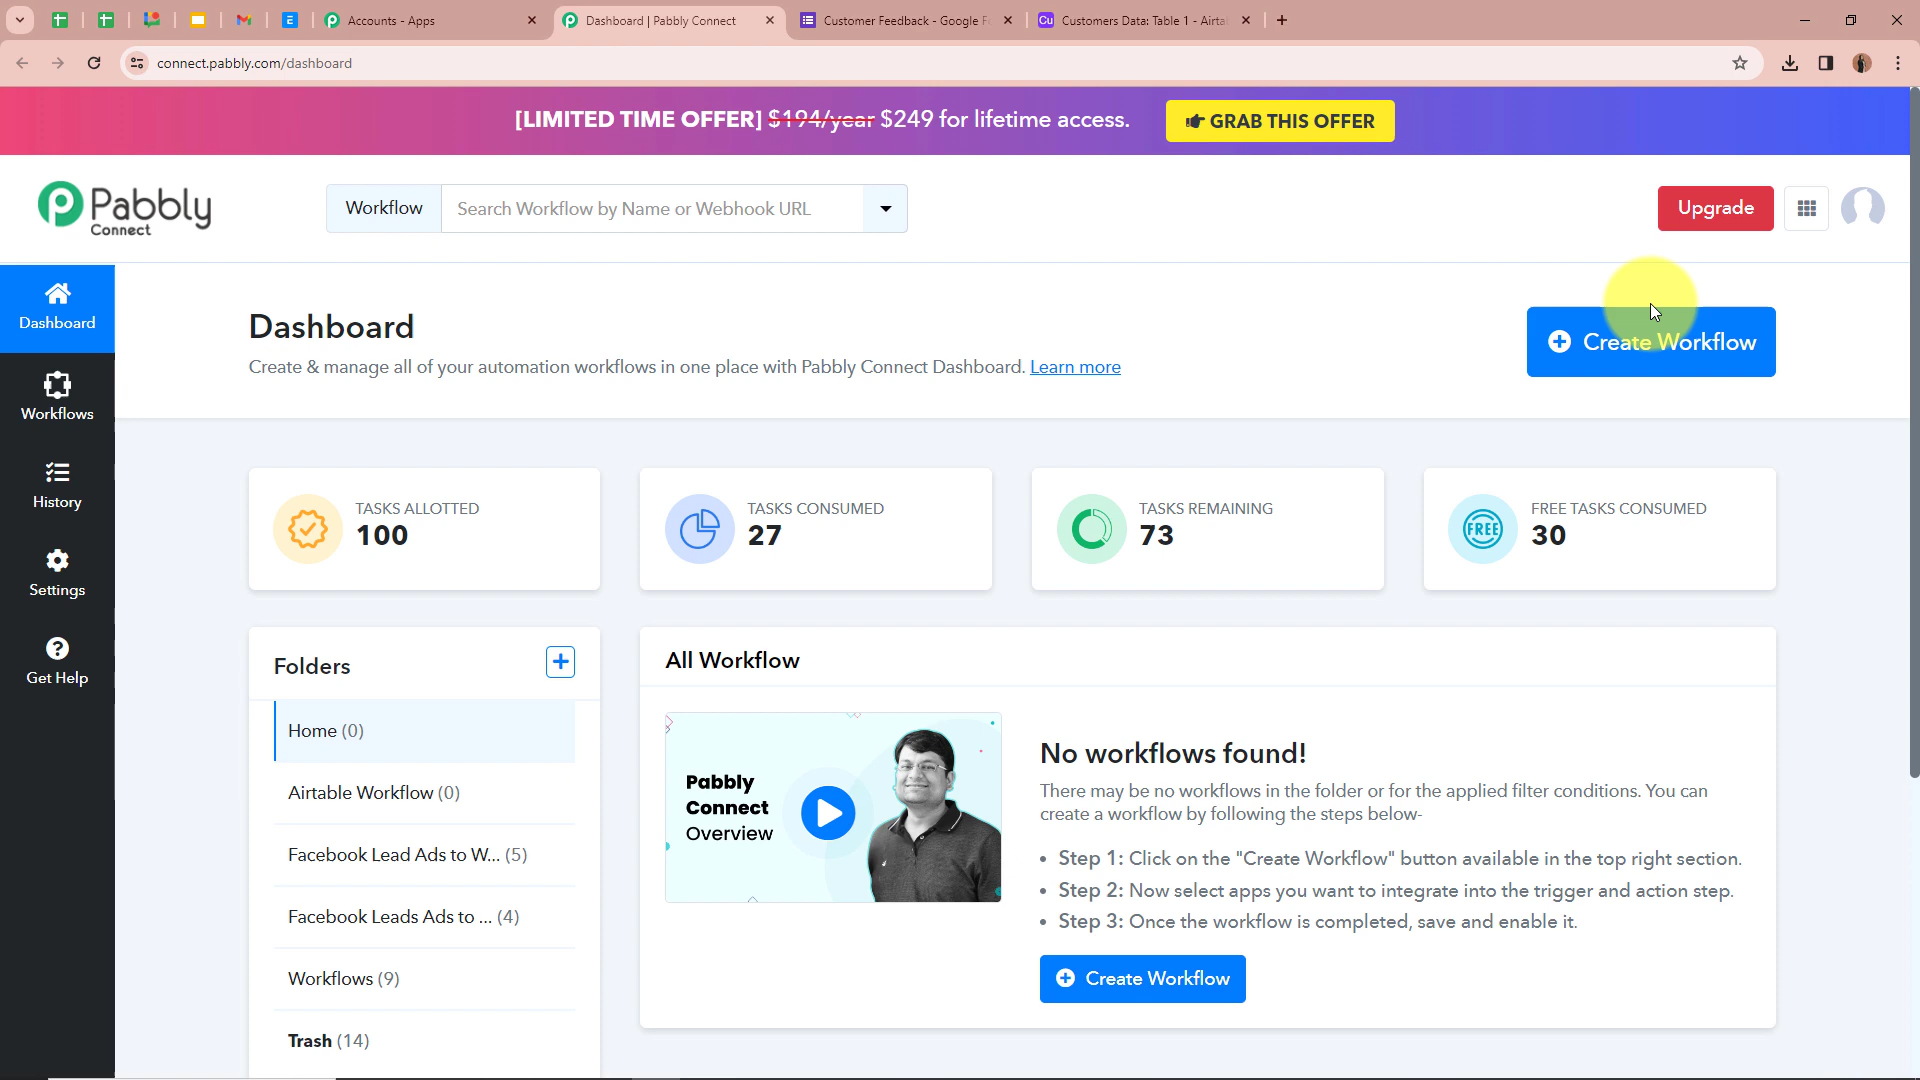 Accounts - Apps
Dashboard | Pabbly Connect
Customer Feedback - Google F
Customers Data: Table 1 - Airta
connect.pabbly.com/dashboard
[LIMITED TIME OFFER] $194/year $249 for lifetime access.
GRAB THIS OFFER
Pabbly
Connect
Workflow
Search Workflow by Name or Webhook URL
Upgrade
Dashboard
Workflows
History
Settings
Get Help
Dashboard
Create & manage all of your automation workflows in one place with Pabbly Connect Dashboard. Learn more
Create Workflow
TASKS ALLOTTED
100
TASKS CONSUMED
27
TASKS REMAINING
73
FREE
FREE TASKS CONSUMED
30
Folders
Home (0)
Airtable Workflow (0)
Facebook Lead Ads to W... (5)
Facebook Leads Ads to ... (4)
Workflows (9)
Trash (14)
All Workflow
Pabbly
Connect
Overview
No workflows found!
There may be no workflows in the folder or for the applied filter conditions. You can
create a workflow by following the steps below-
• Step 1: Click on the "Create Workflow" button available in the top right section.
• Step 2: Now select apps you want to integrate into the trigger and action step.
• Step 3: Once the workflow is completed, save and enable it.
Create Workflow